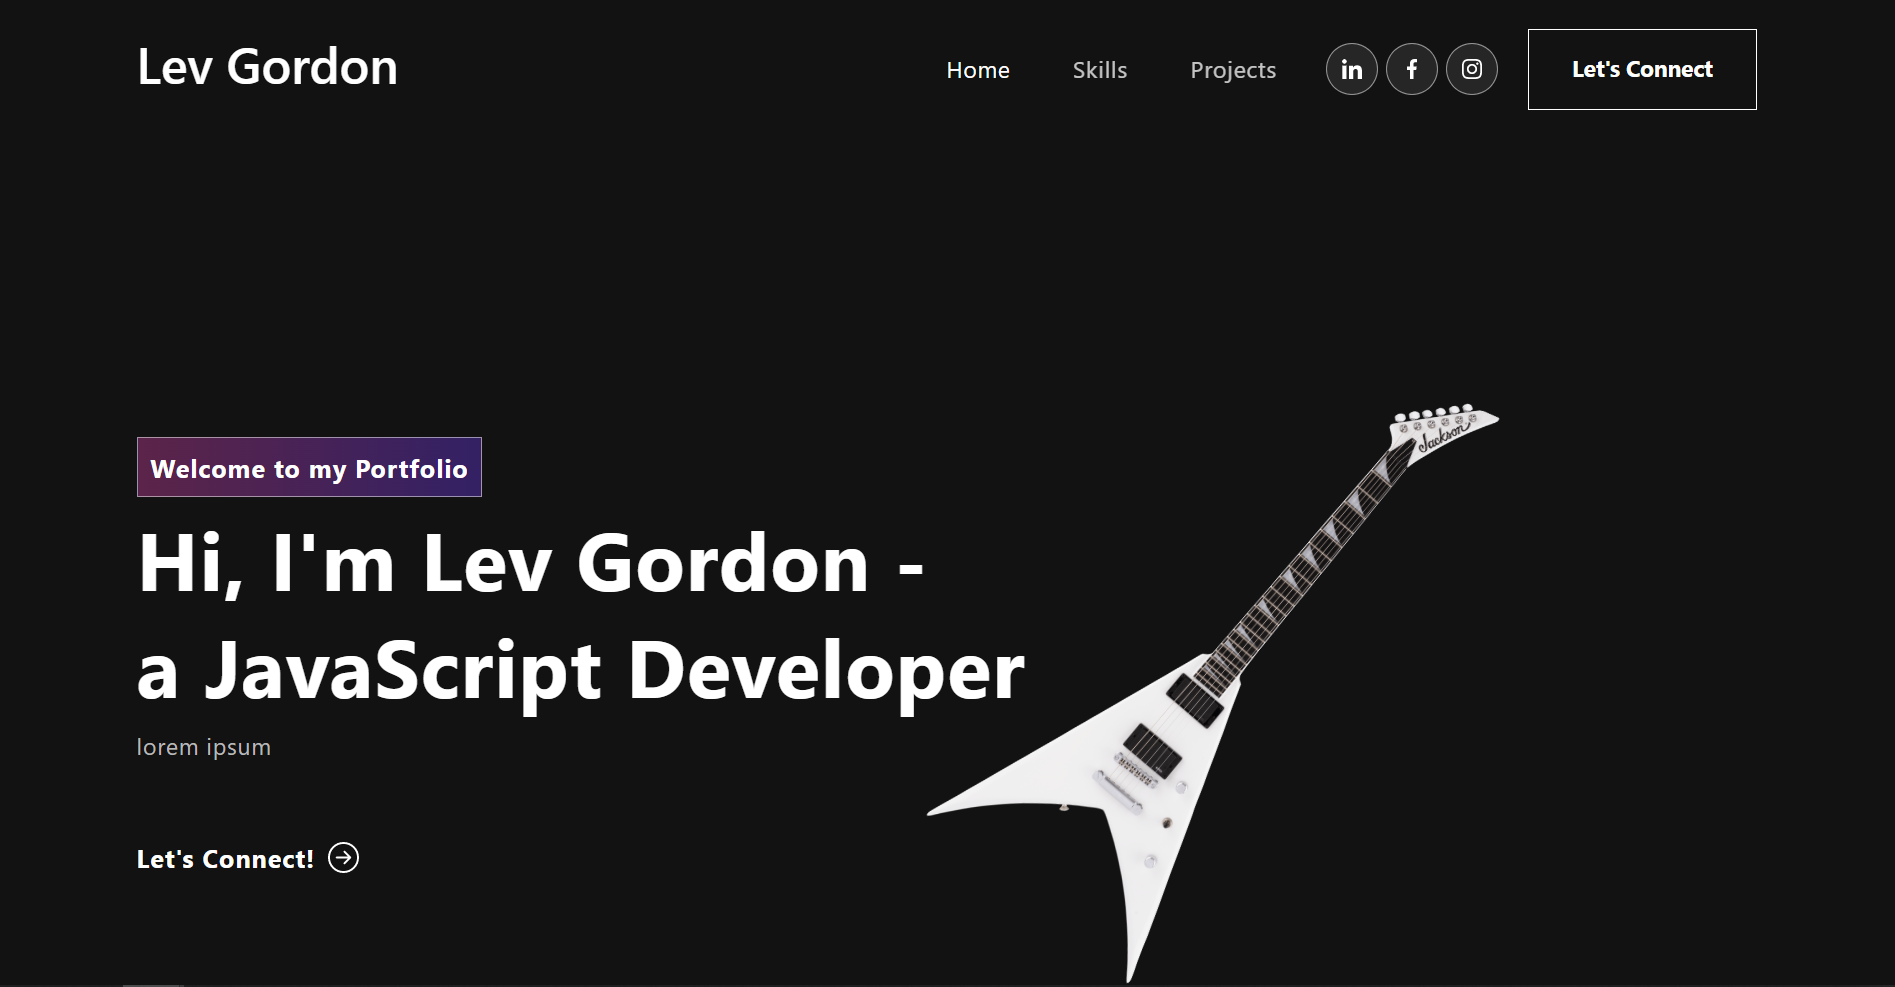 Lev Gordon
Home
Skills
Projects
in
f
Let's Connect
Welcome to my Portfolio
Hi, I'm Lev Gordon -
a JavaScript Developer
lorem ipsum
Let's Connect!
Jackson